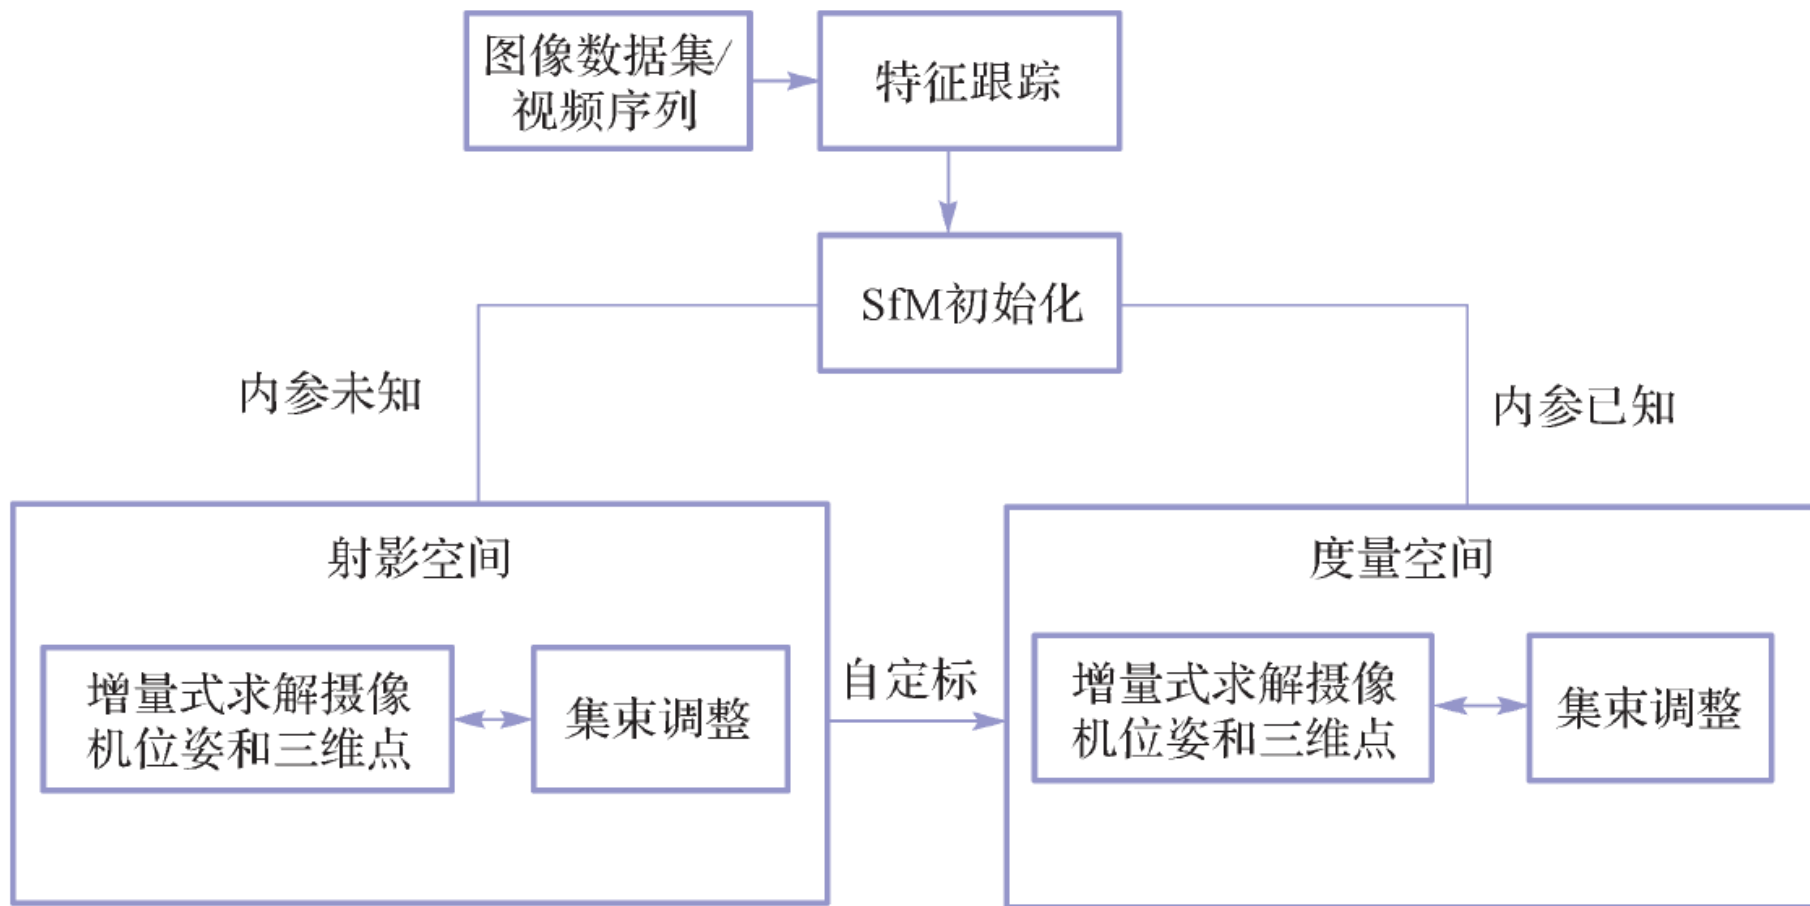 图像数据集/
视频序列
特征跟踪
SfM初始化
内参未知
内参已知
射影空间
增量式求解摄像
机位姿和三维点
集束调整
自定标
度量空间
增量式求解摄像
机位姿和三维点
集束调整